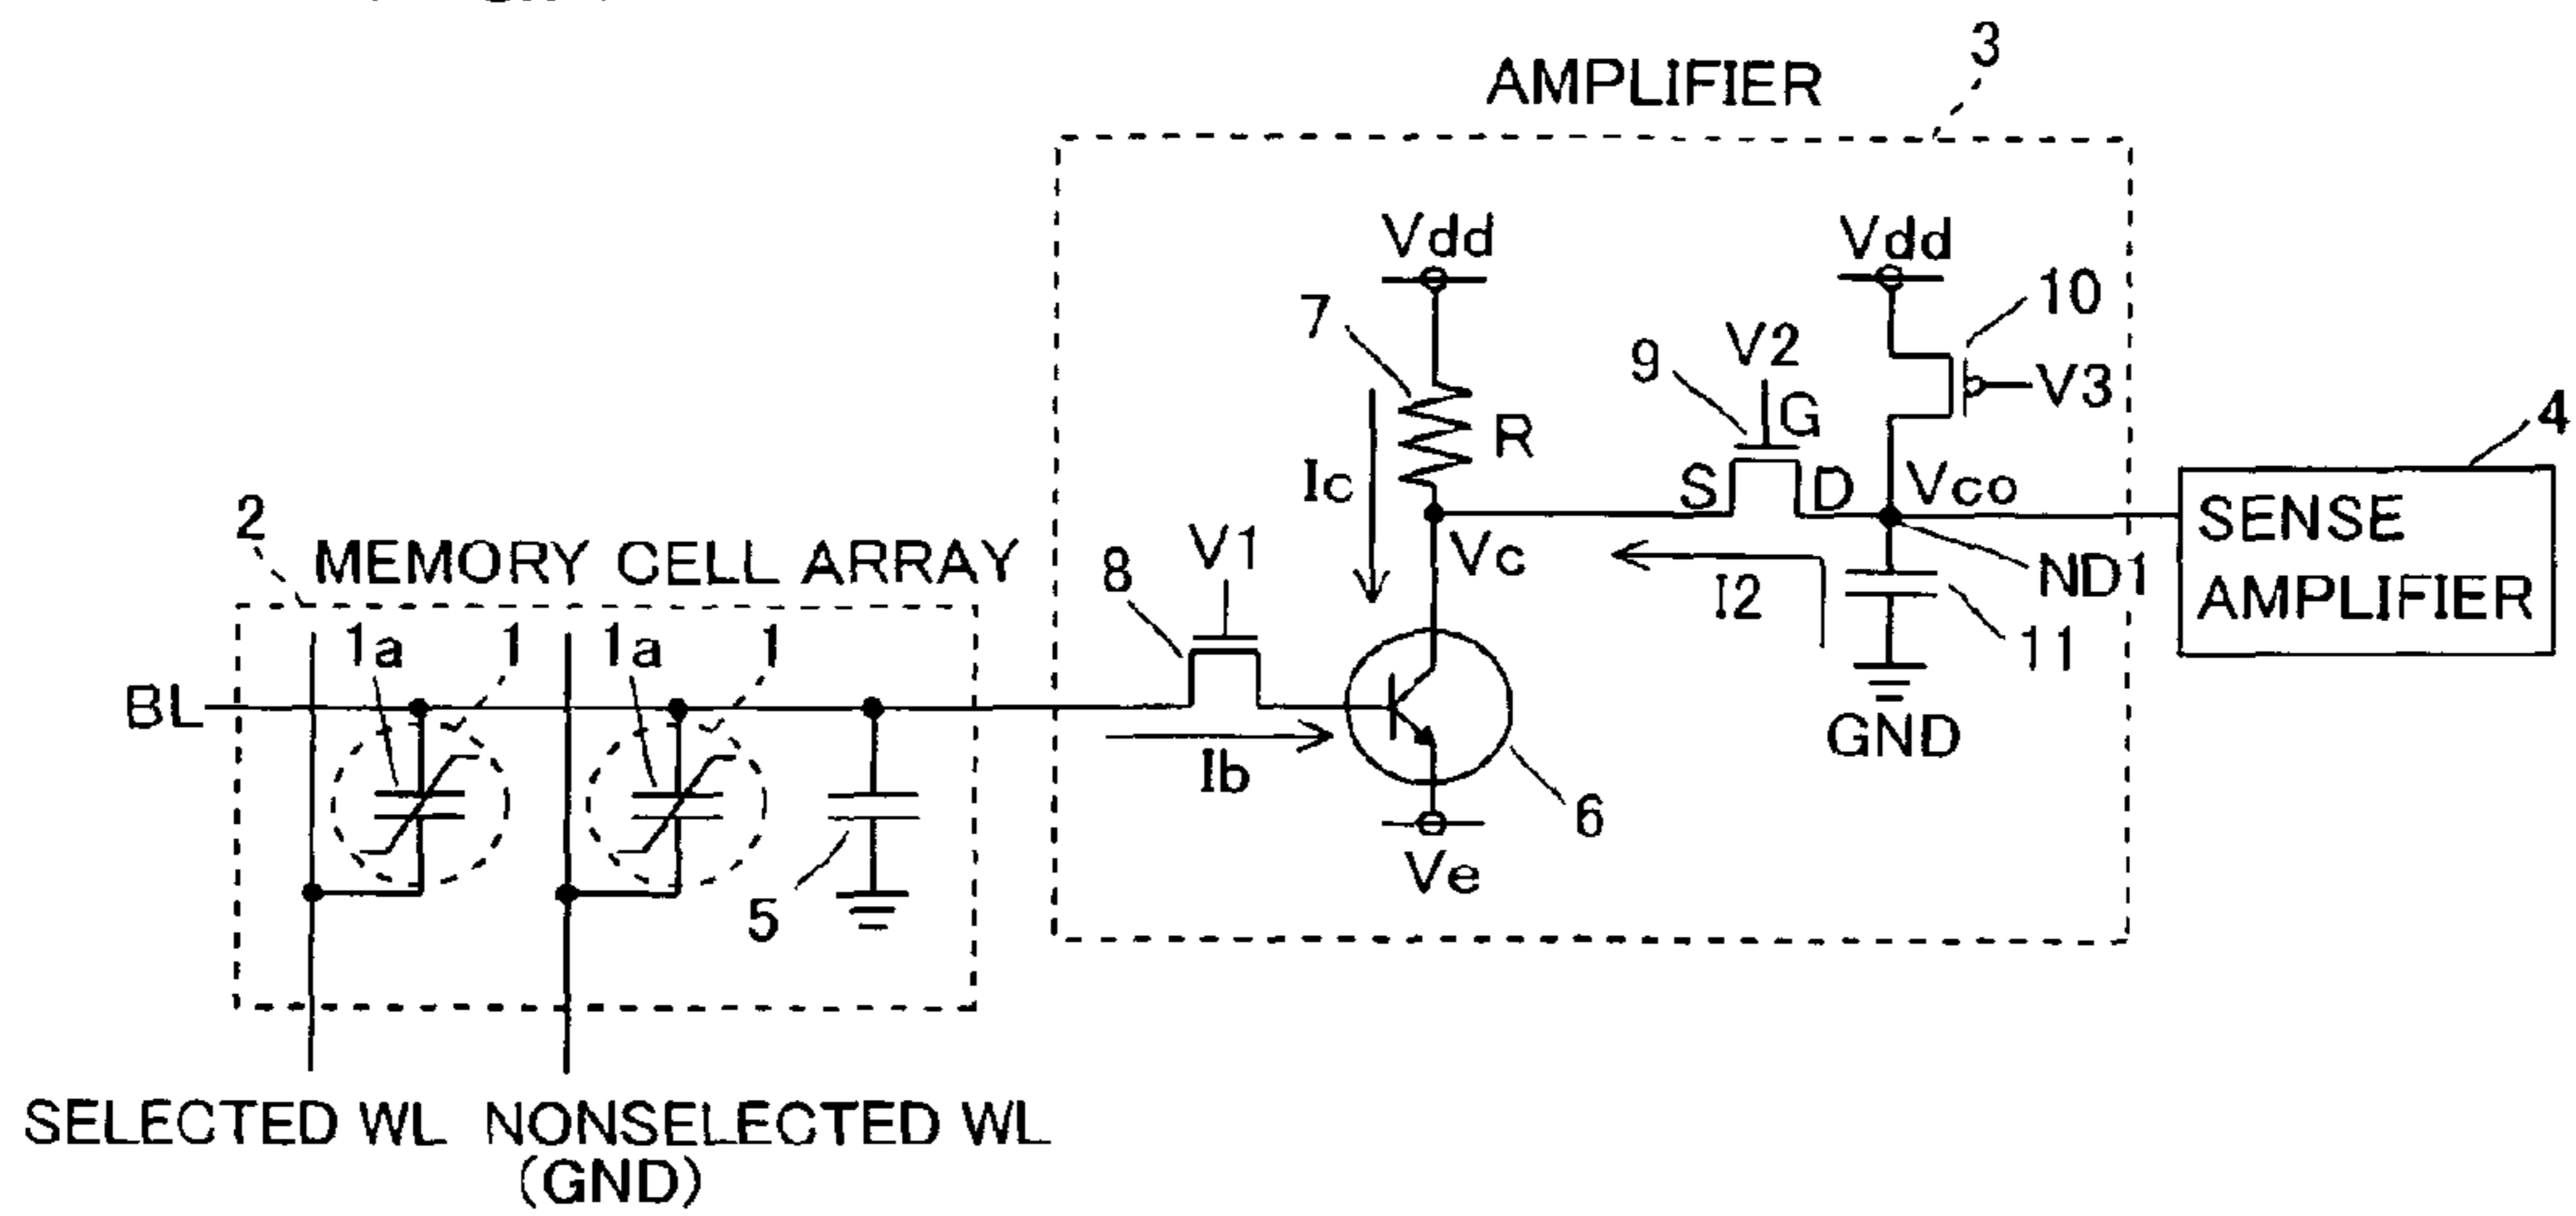 3
AMPLIFIER
Vdd
Vdd
10
7
V2
9
G
V3
4
R
Ic
S
D
Vco
SENSE
AMPLIFIER
2
MEMORY CELL ARRAY
V1
8
Vc
I2
ND1
11
1a
1
1a
1
BL
Ib
GND
6
5
Ve
SELECTED WL
NONSELECTED WL
(GND)